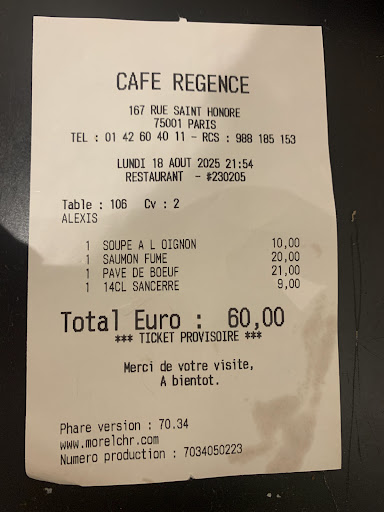 CAFE REGENCE
167 RUE SAINT HONORE
75001 PARIS
TEL : 01 42 60 40 11 - RCS : 988 185 153
LUNDI 18 AOUT 2025 21:54
RESTAURANT - #230205
Table : 106 Cv : 2
ALEXIS
1 SOUPE A L OIGNON 10,00
1 SAUMON FUME 20,00
1 PAVE DE BOEUF 21,00
1 14CL SANCERRE 9,00
Total Euro : 60,00
*** TICKET PROVISOIRE ***
Merci de votre visite,
A bientot.
Phare version : 70.34
www.morelchr.com
Numero production : 7034050223